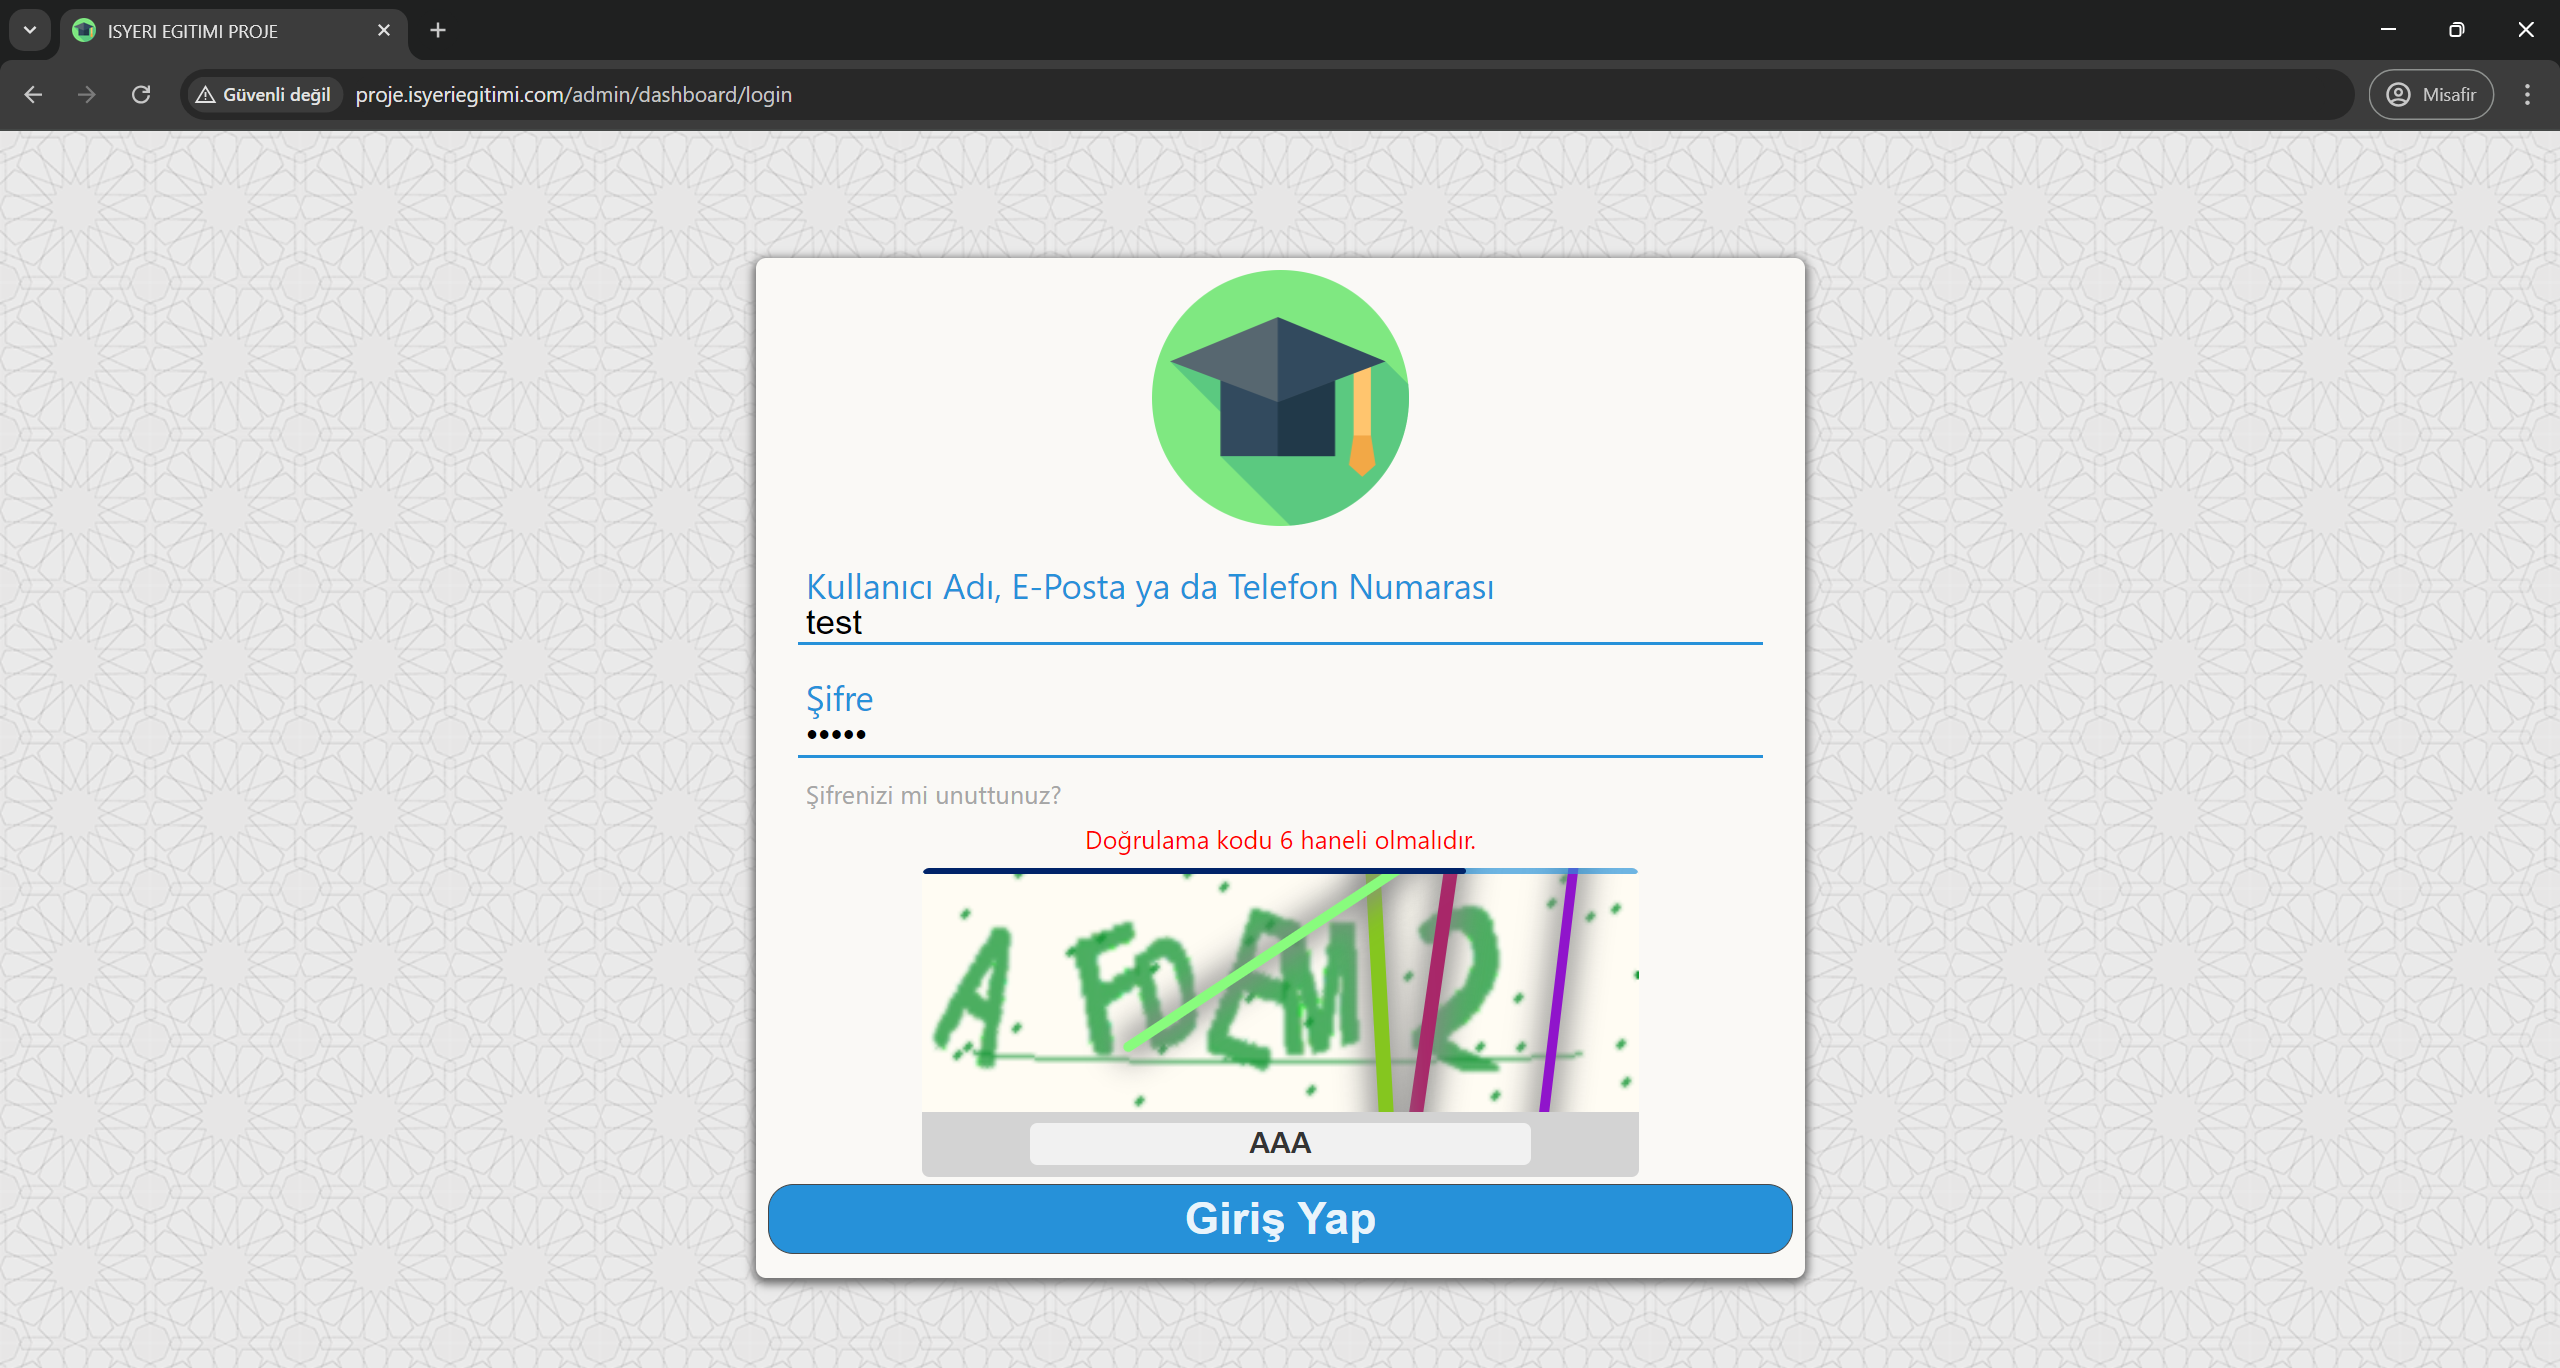 ISYERI EGITIMI PROJE
Güvenli değil
proje.isyeriegitimi.com/admin/dashboard/login
Misafir
Kullanıcı Adı, E-Posta ya da Telefon Numarası
test
Şifre
•••••
Şifrenizi mi unuttunuz?
Doğrulama kodu 6 haneli olmalıdır.
AAA
Giriş Yap